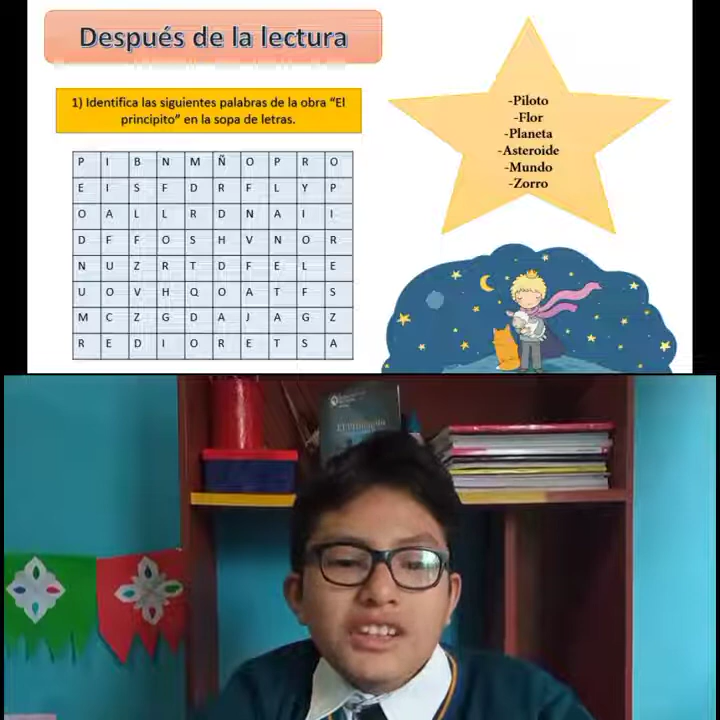 Después de la lectura
1) Identifica las siguientes palabras de la obra “El
principito” en la sopa de letras.
-Piloto
-Flor
-Planeta
-Asteroide
-Mundo
-Zorro
P I B N M Ñ O P R O
E I S F D R F L Y P
O A L L R D N A I I
D F F O S H V N O R
N U Z R T D F E L E
U O V H Q O A T F S
M C Z G D A J A G Z
R E D I O R E T S A